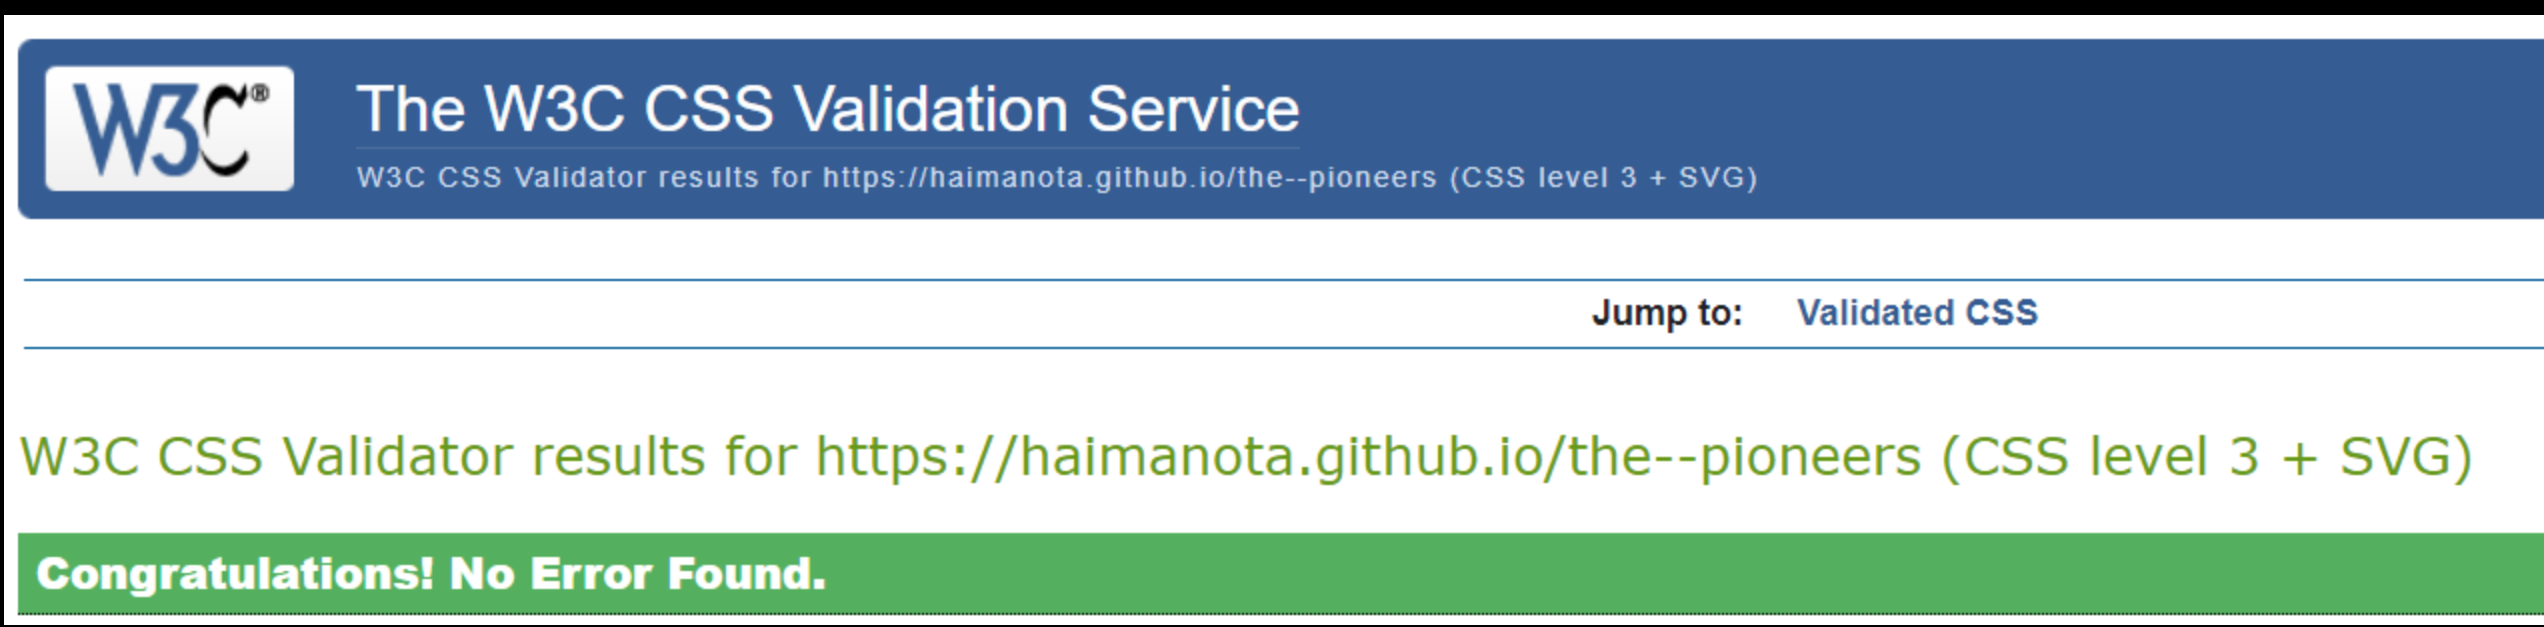 W3C®
The W3C CSS Validation Service
W3C CSS Validator results for https://haimanota.github.io/the--pioneers (CSS level 3 + SVG)
Jump to: Validated CSS
W3C CSS Validator results for https://haimanota.github.io/the--pioneers (CSS level 3 + SVG)
Congratulations! No Error Found.